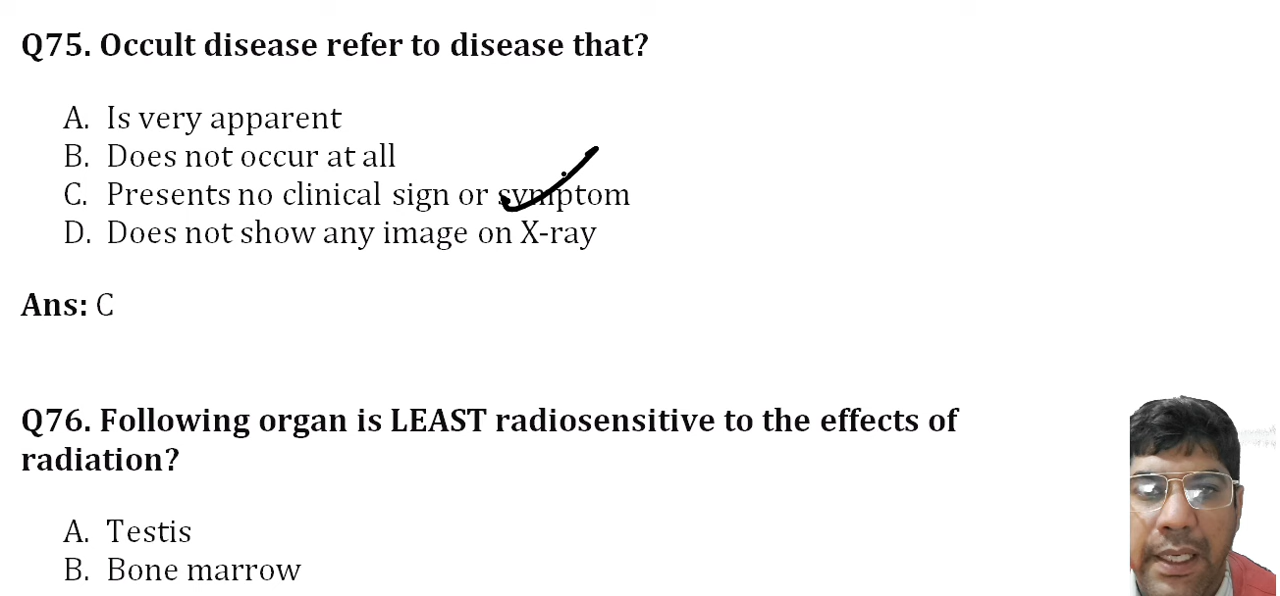 Q75. Occult disease refer to disease that?
A. Is very apparent
B. Does not occur at all
C. Presents no clinical sign or symptom
D. Does not show any image on X-ray
Ans: C
Q76. Following organ is LEAST radiosensitive to the effects of
radiation?
A. Testis
B. Bone marrow